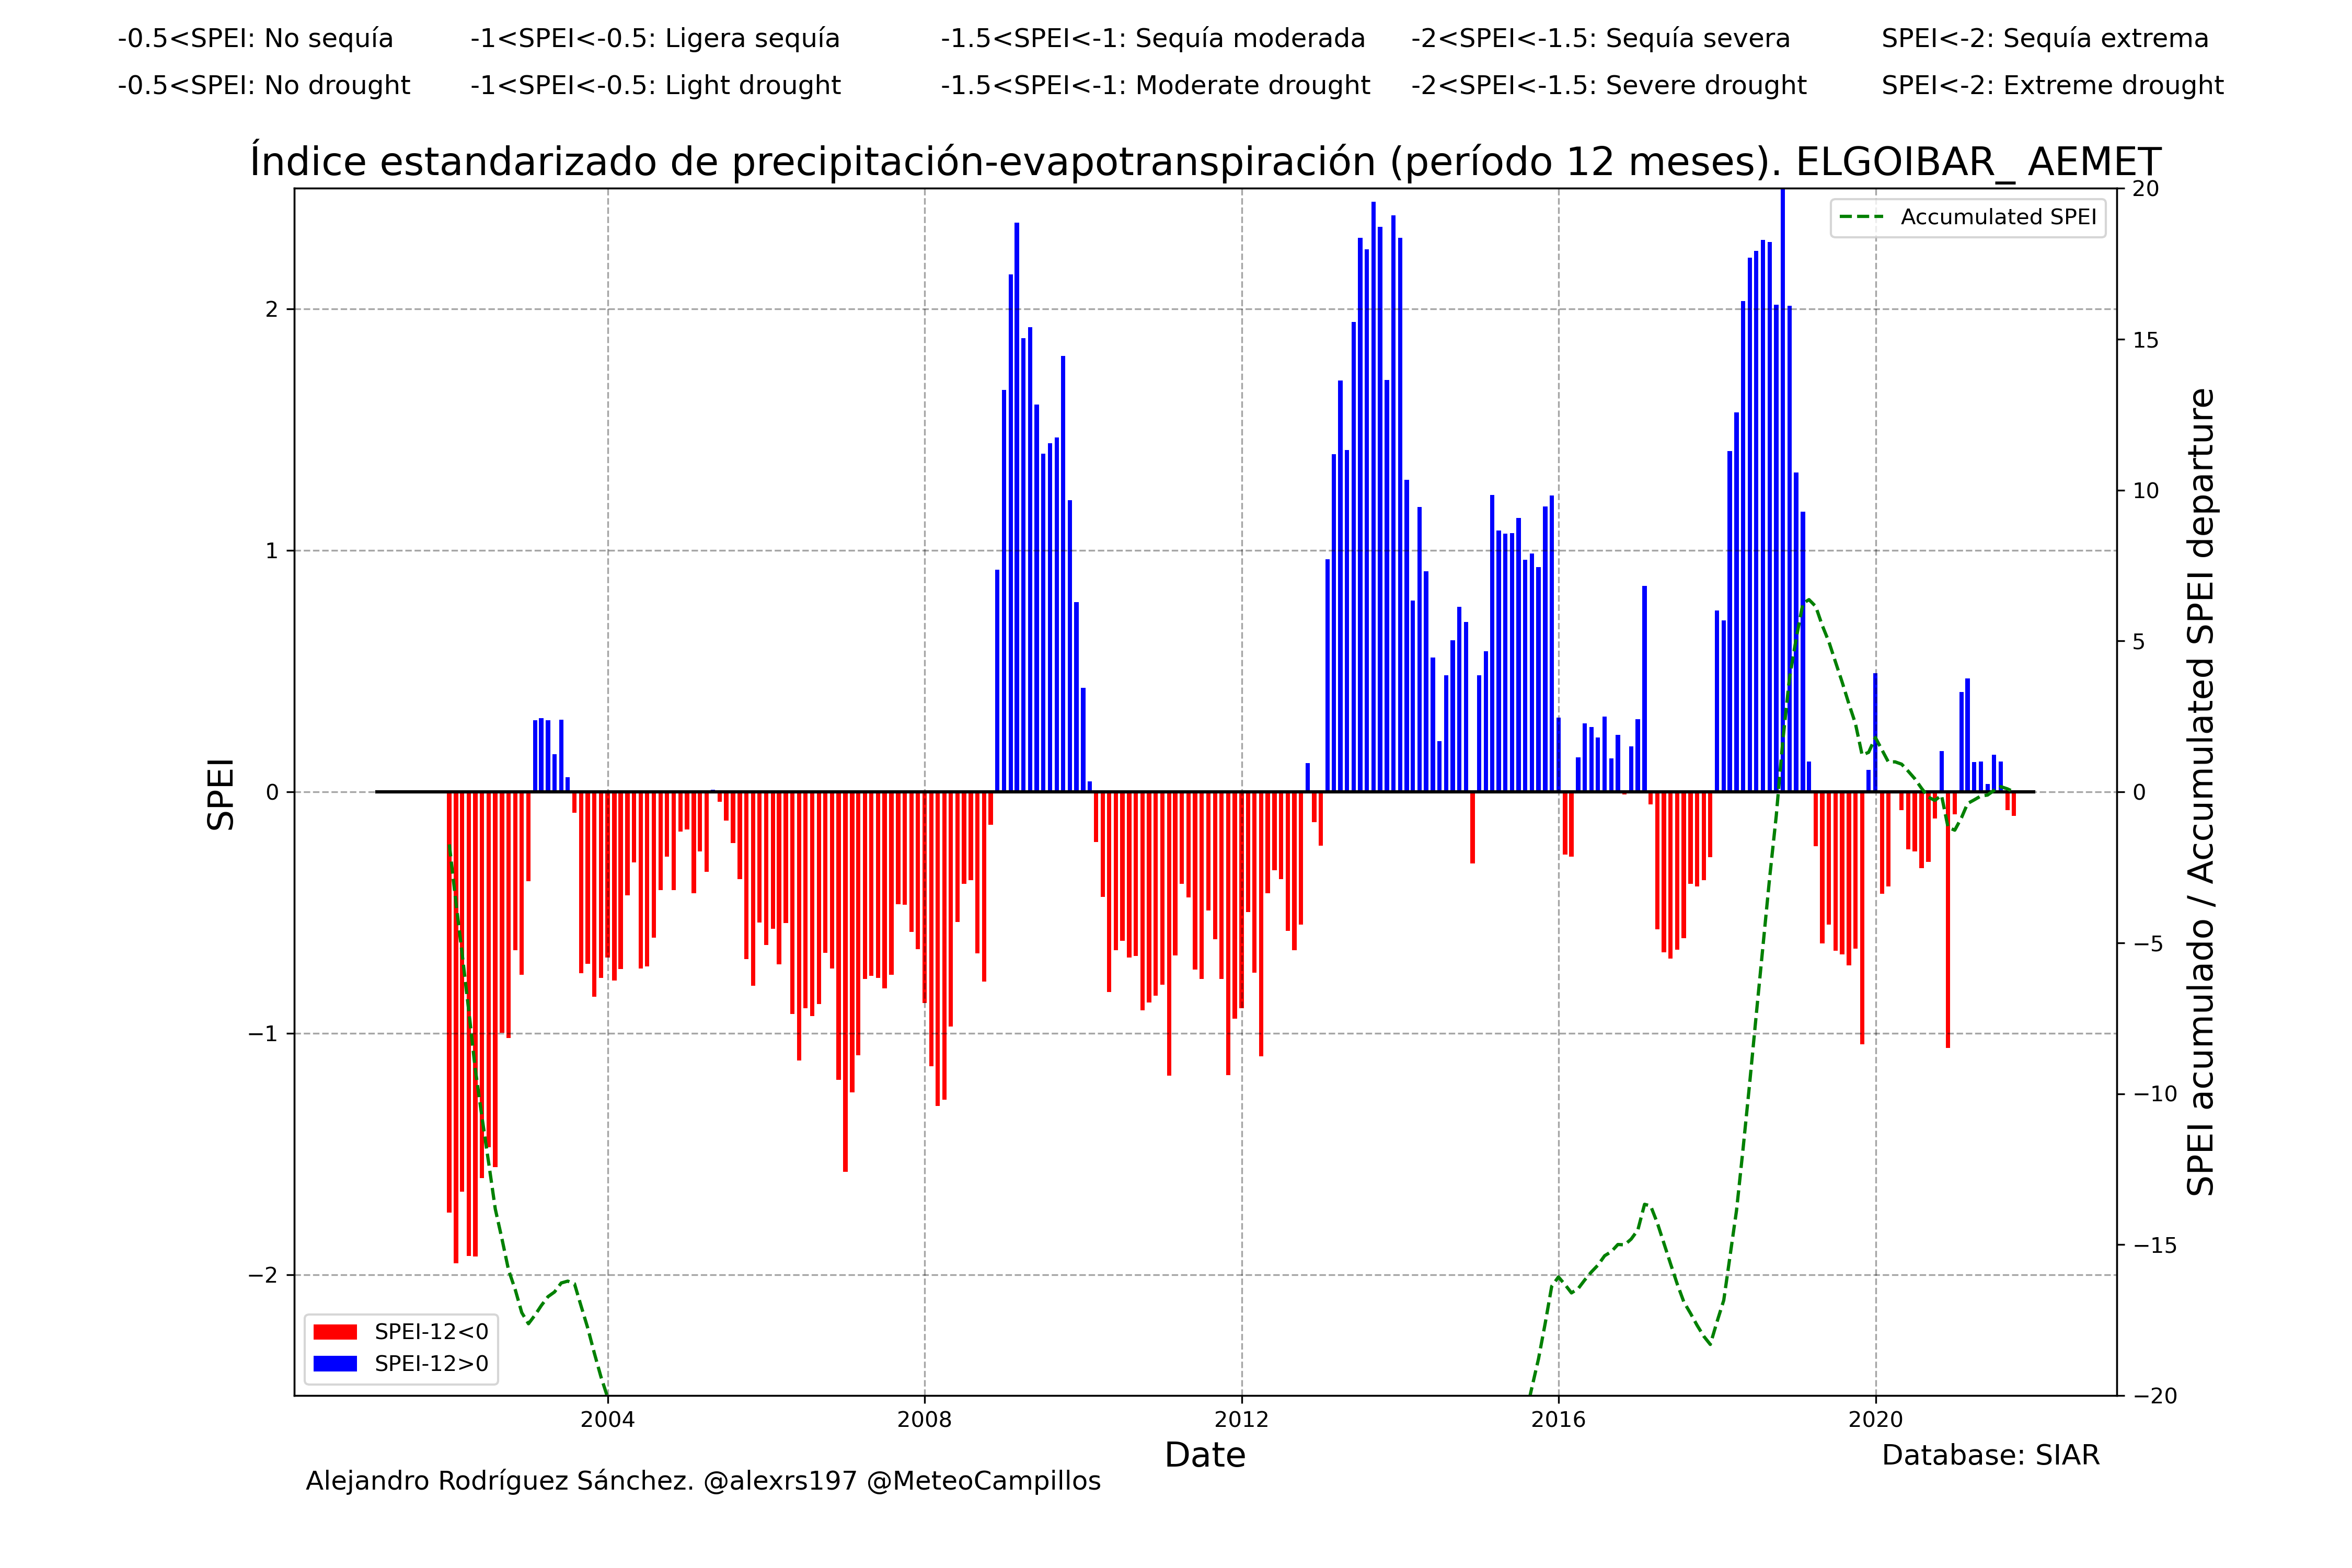 -0.5<SPEI: No sequía -1<SPEI<-0.5: Ligera sequía -1.5<SPEI<-1: Sequía moderada -2<SPEI<-1.5: Sequía severa SPEI<-2: Sequía extrema
-0.5<SPEI: No drought -1<SPEI<-0.5: Light drought -1.5<SPEI<-1: Moderate drought -2<SPEI<-1.5: Severe drought SPEI<-2: Extreme drought
Índice estandarizado de precipitación-evapotranspiración (período 12 meses). ELGOIBAR_ AEMET
Accumulated SPEI
SPEI
2
1
0
−1
−2
20
15
10
5
0
−5
−10
−15
−20
SPEI acumulado / Accumulated SPEI departure
SPEI-12<0
SPEI-12>0
2004 2008 2012 2016 2020
Date
Database: SIAR
Alejandro Rodríguez Sánchez. @alexrs197 @MeteoCampillos